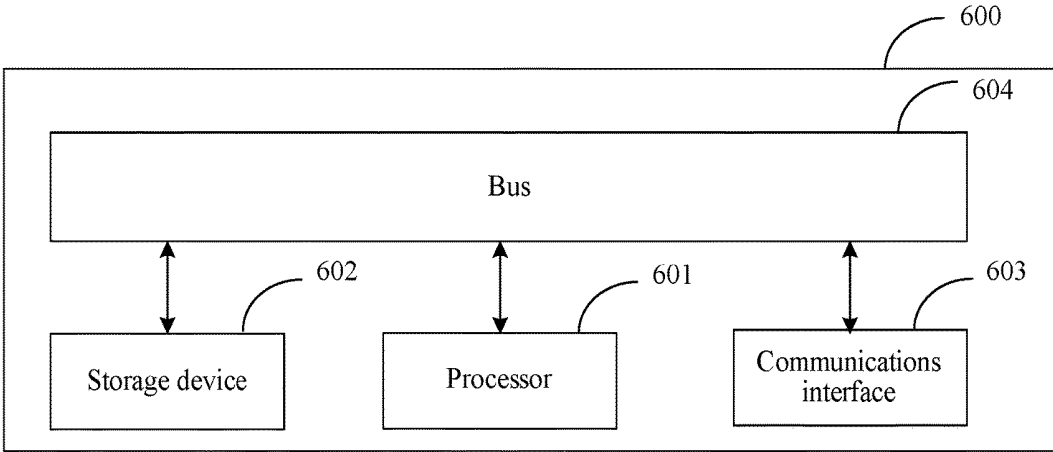 600
604
Bus
602
601
603
Storage device
Processor
Communications
interface